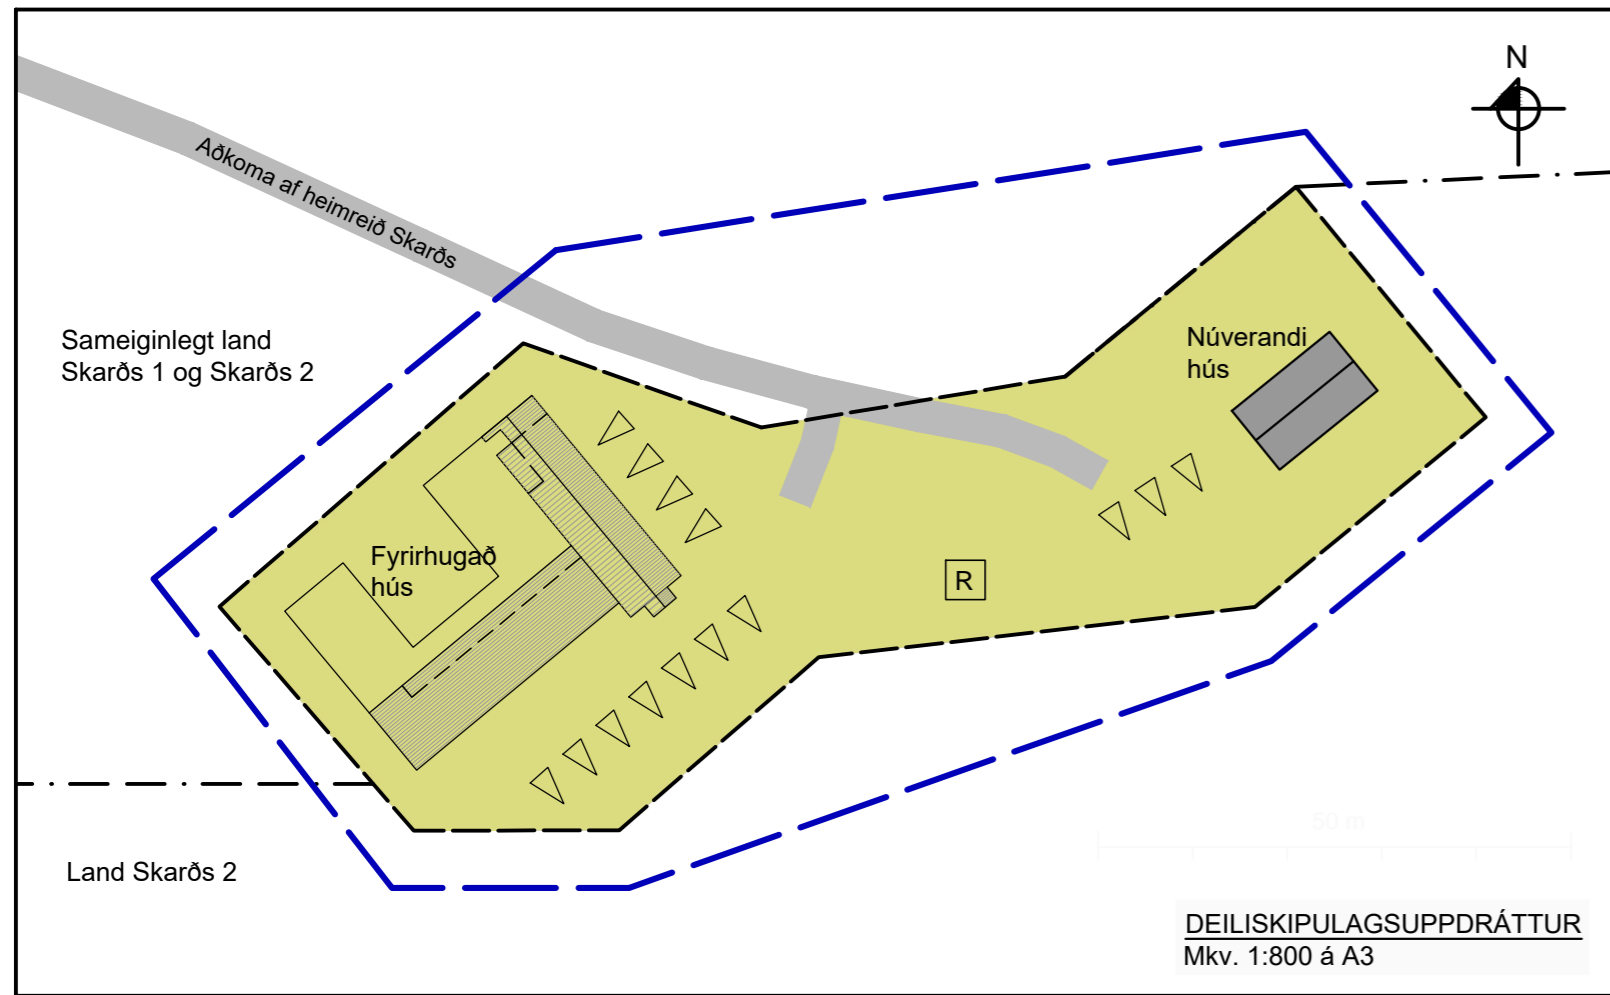 N
Aðkoma af heimreið Skarðs
Sameiginlegt land
Skarðs 1 og Skarðs 2
Núverandi
hús
Fyrirhugað
hús
R
50 m
Land Skarðs 2
DEILISKIPULAGSUPPDRÁTTUR
Mkv. 1:800 á A3